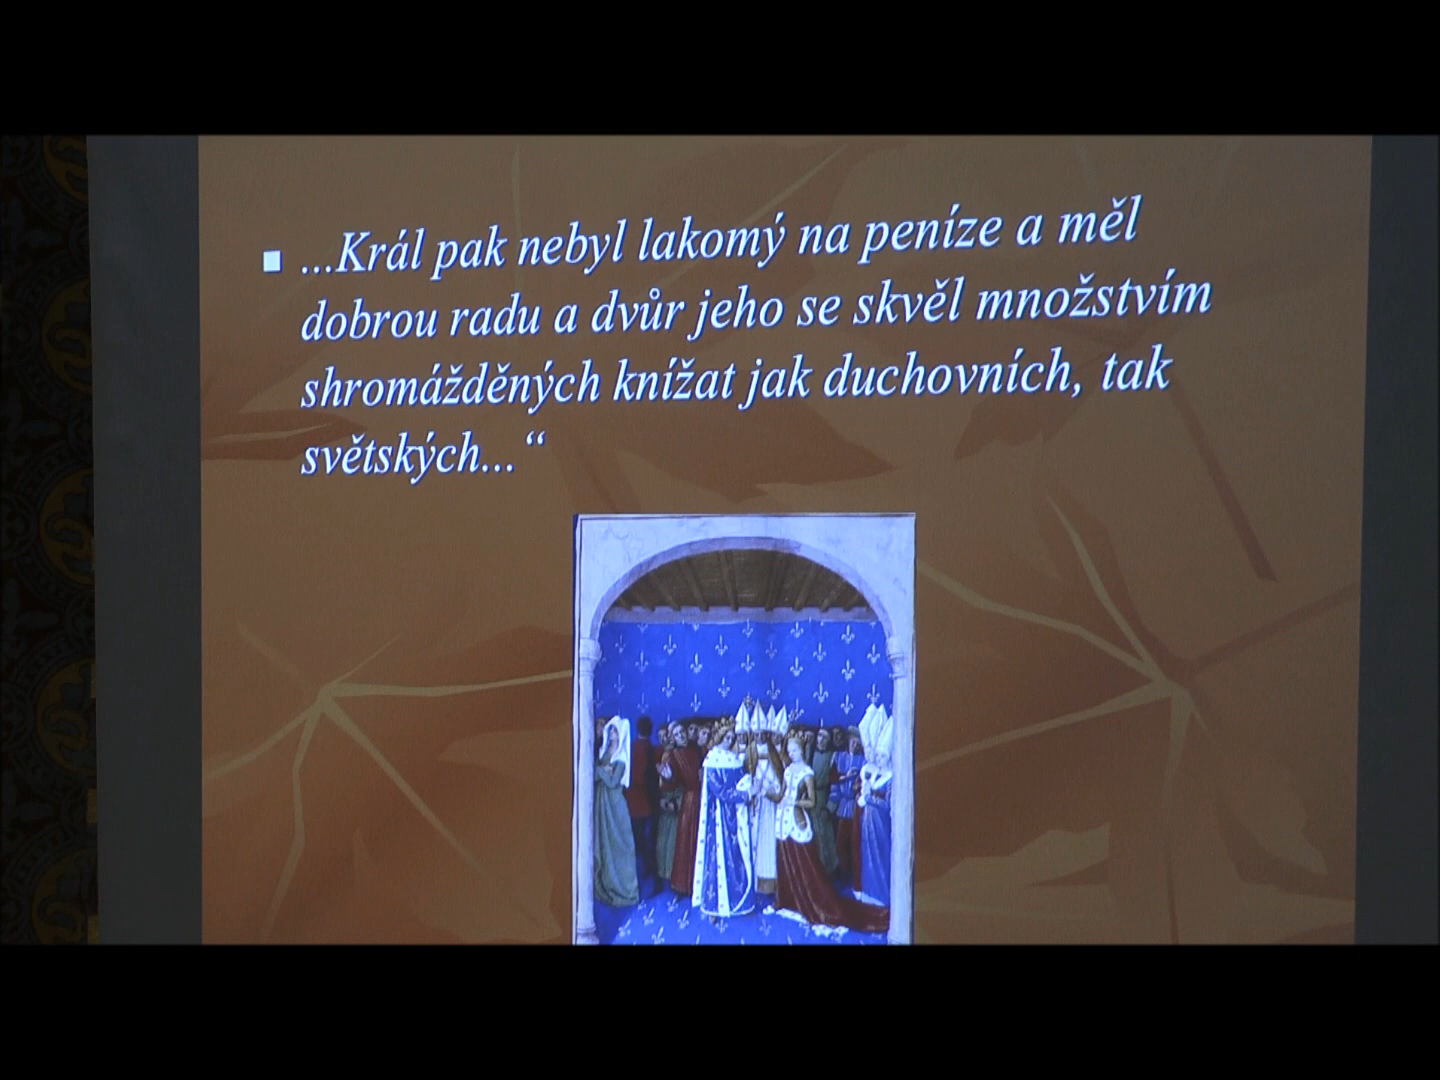 ...Král pak nebyl lakomý na peníze a měl
dobrou radu a dvůr jeho se skvěl množstvím
shromážděných knížat jak duchovních, tak
světských...“